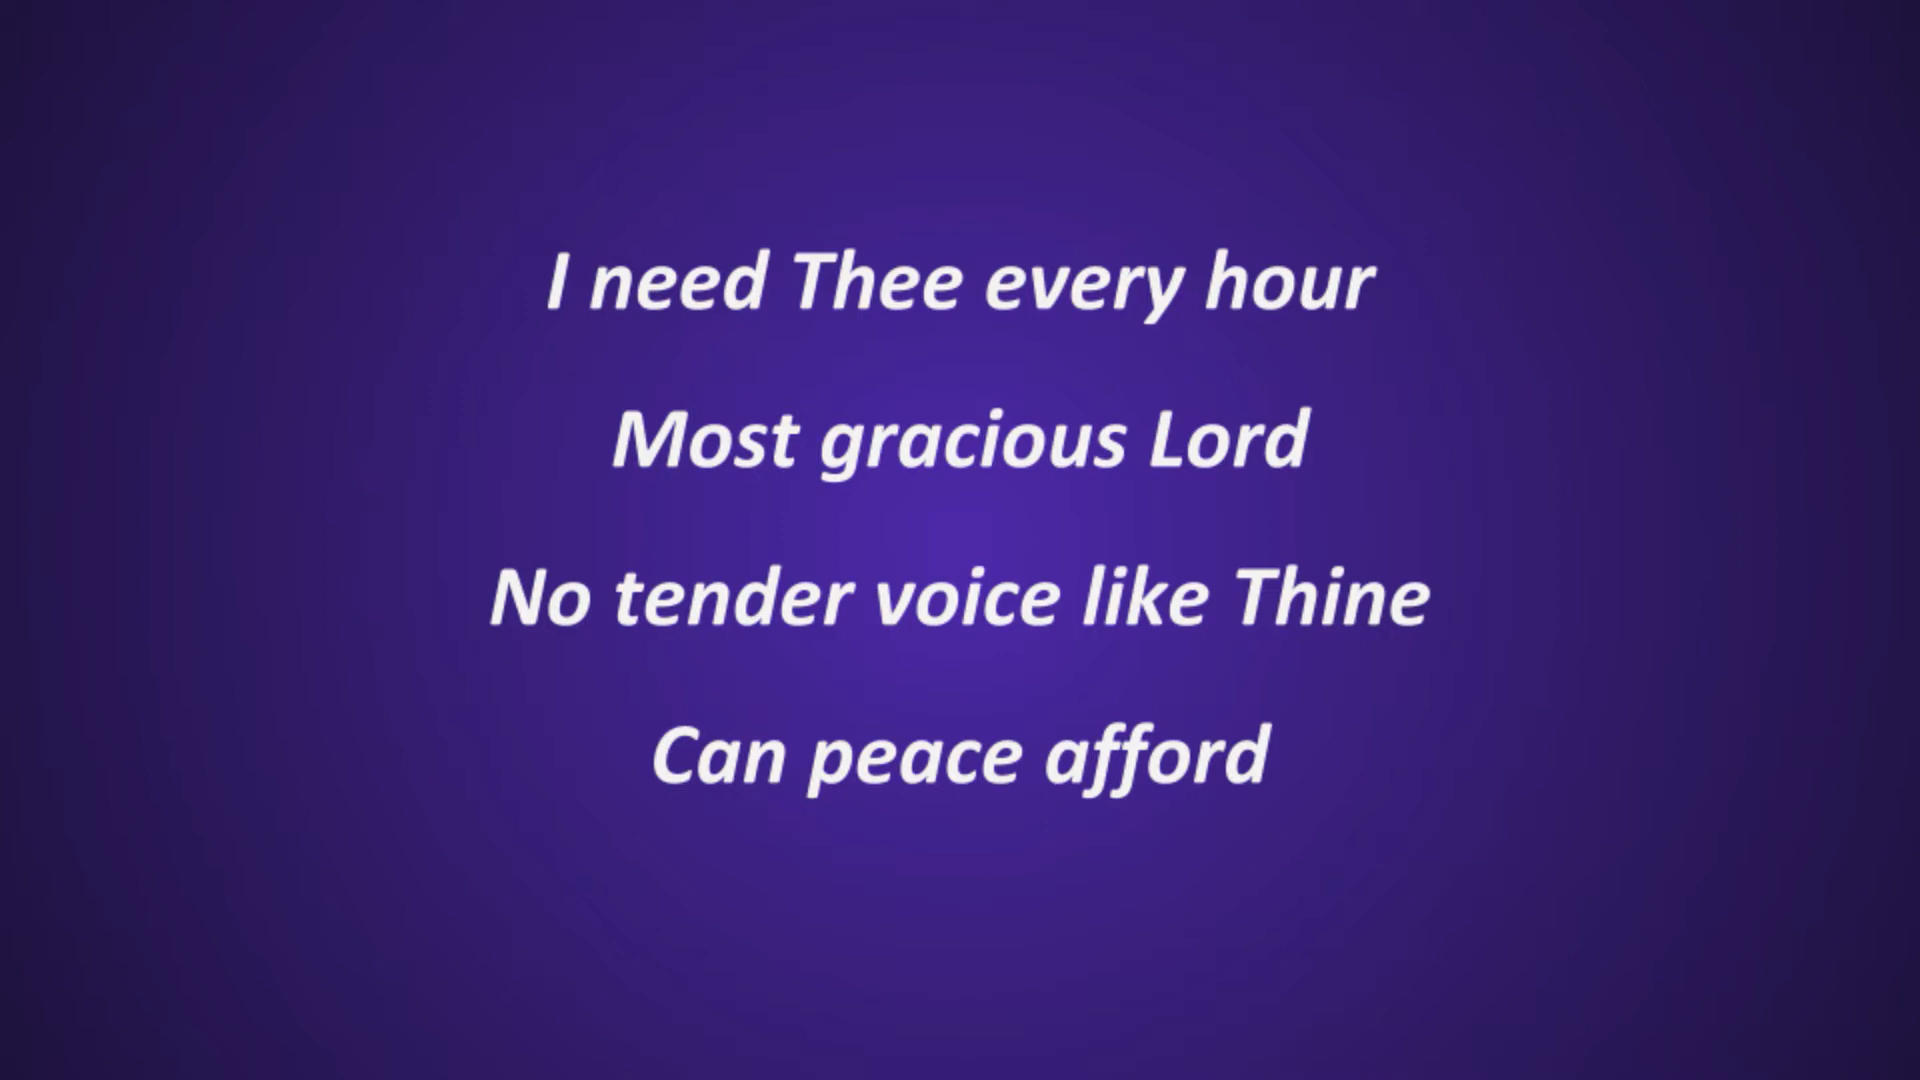 I need Thee every hour
Most gracious Lord
No tender voice like Thine
Can peace afford